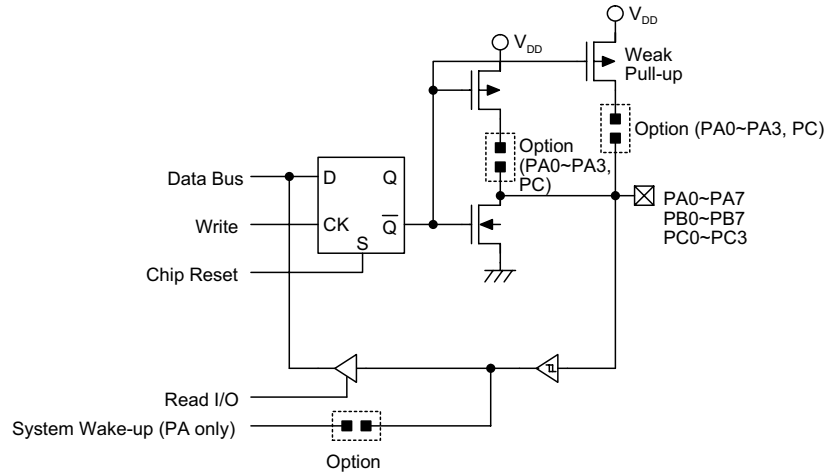 VDD
VDD
Weak
Pull-up
Option
(PA0~PA3,
PC)
Option (PA0~PA3, PC)
Data Bus
D
Q
Write
CK
Q
S
Chip Reset
PA0~PA7
PB0~PB7
PC0~PC3
Read I/O
System Wake-up (PA only)
Option